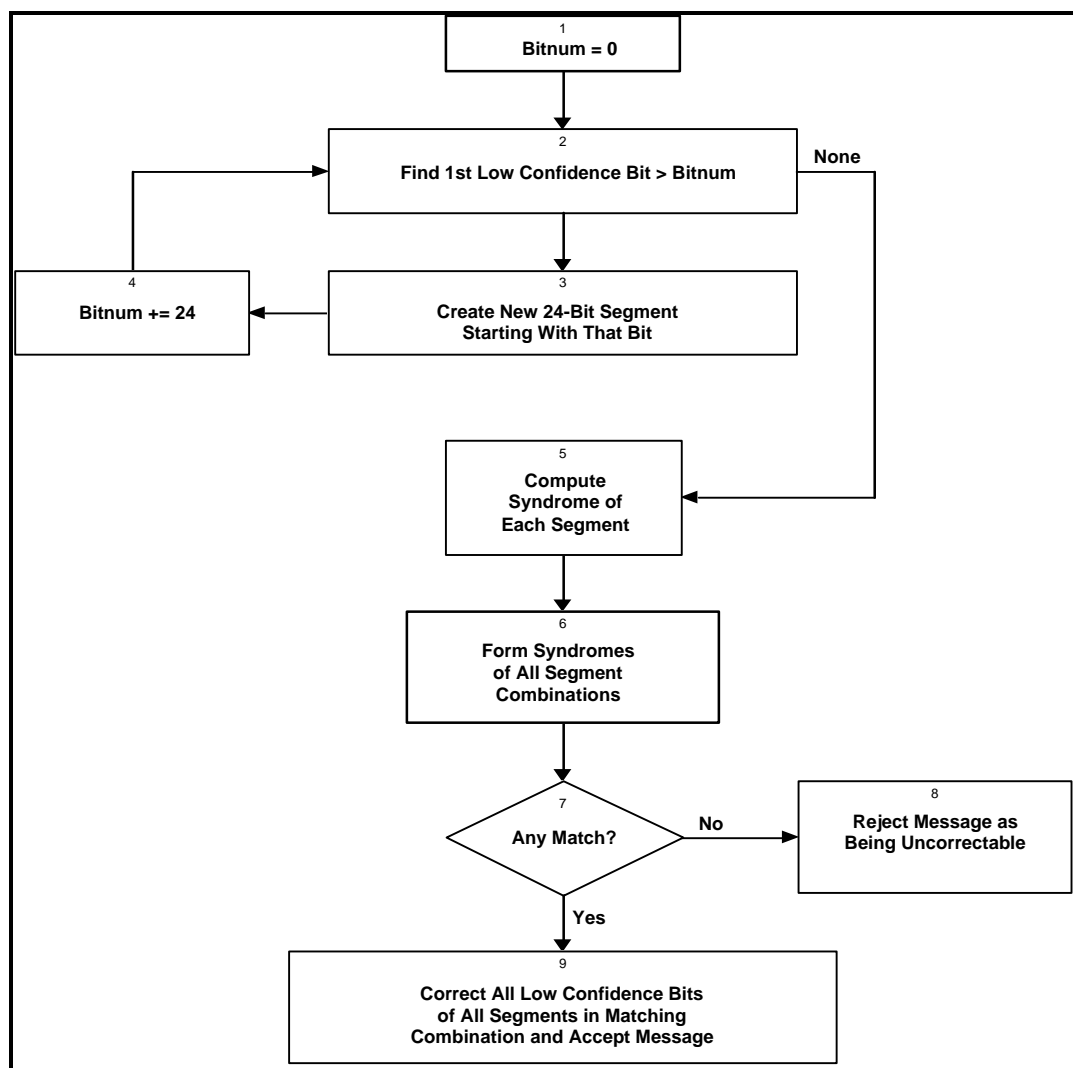 1
Bitnum = 0
2
Find 1st Low Confidence Bit > Bitnum
None
3
Create New 24-Bit Segment
Starting With That Bit
4
Bitnum += 24
5
Compute
Syndrome of
Each Segment
6
Form Syndromes
of All Segment
Combinations
7
Any Match?
No
8
Reject Message as
Being Uncorrectable
Yes
9
Correct All Low Confidence Bits
of All Segments in Matching
Combination and Accept Message